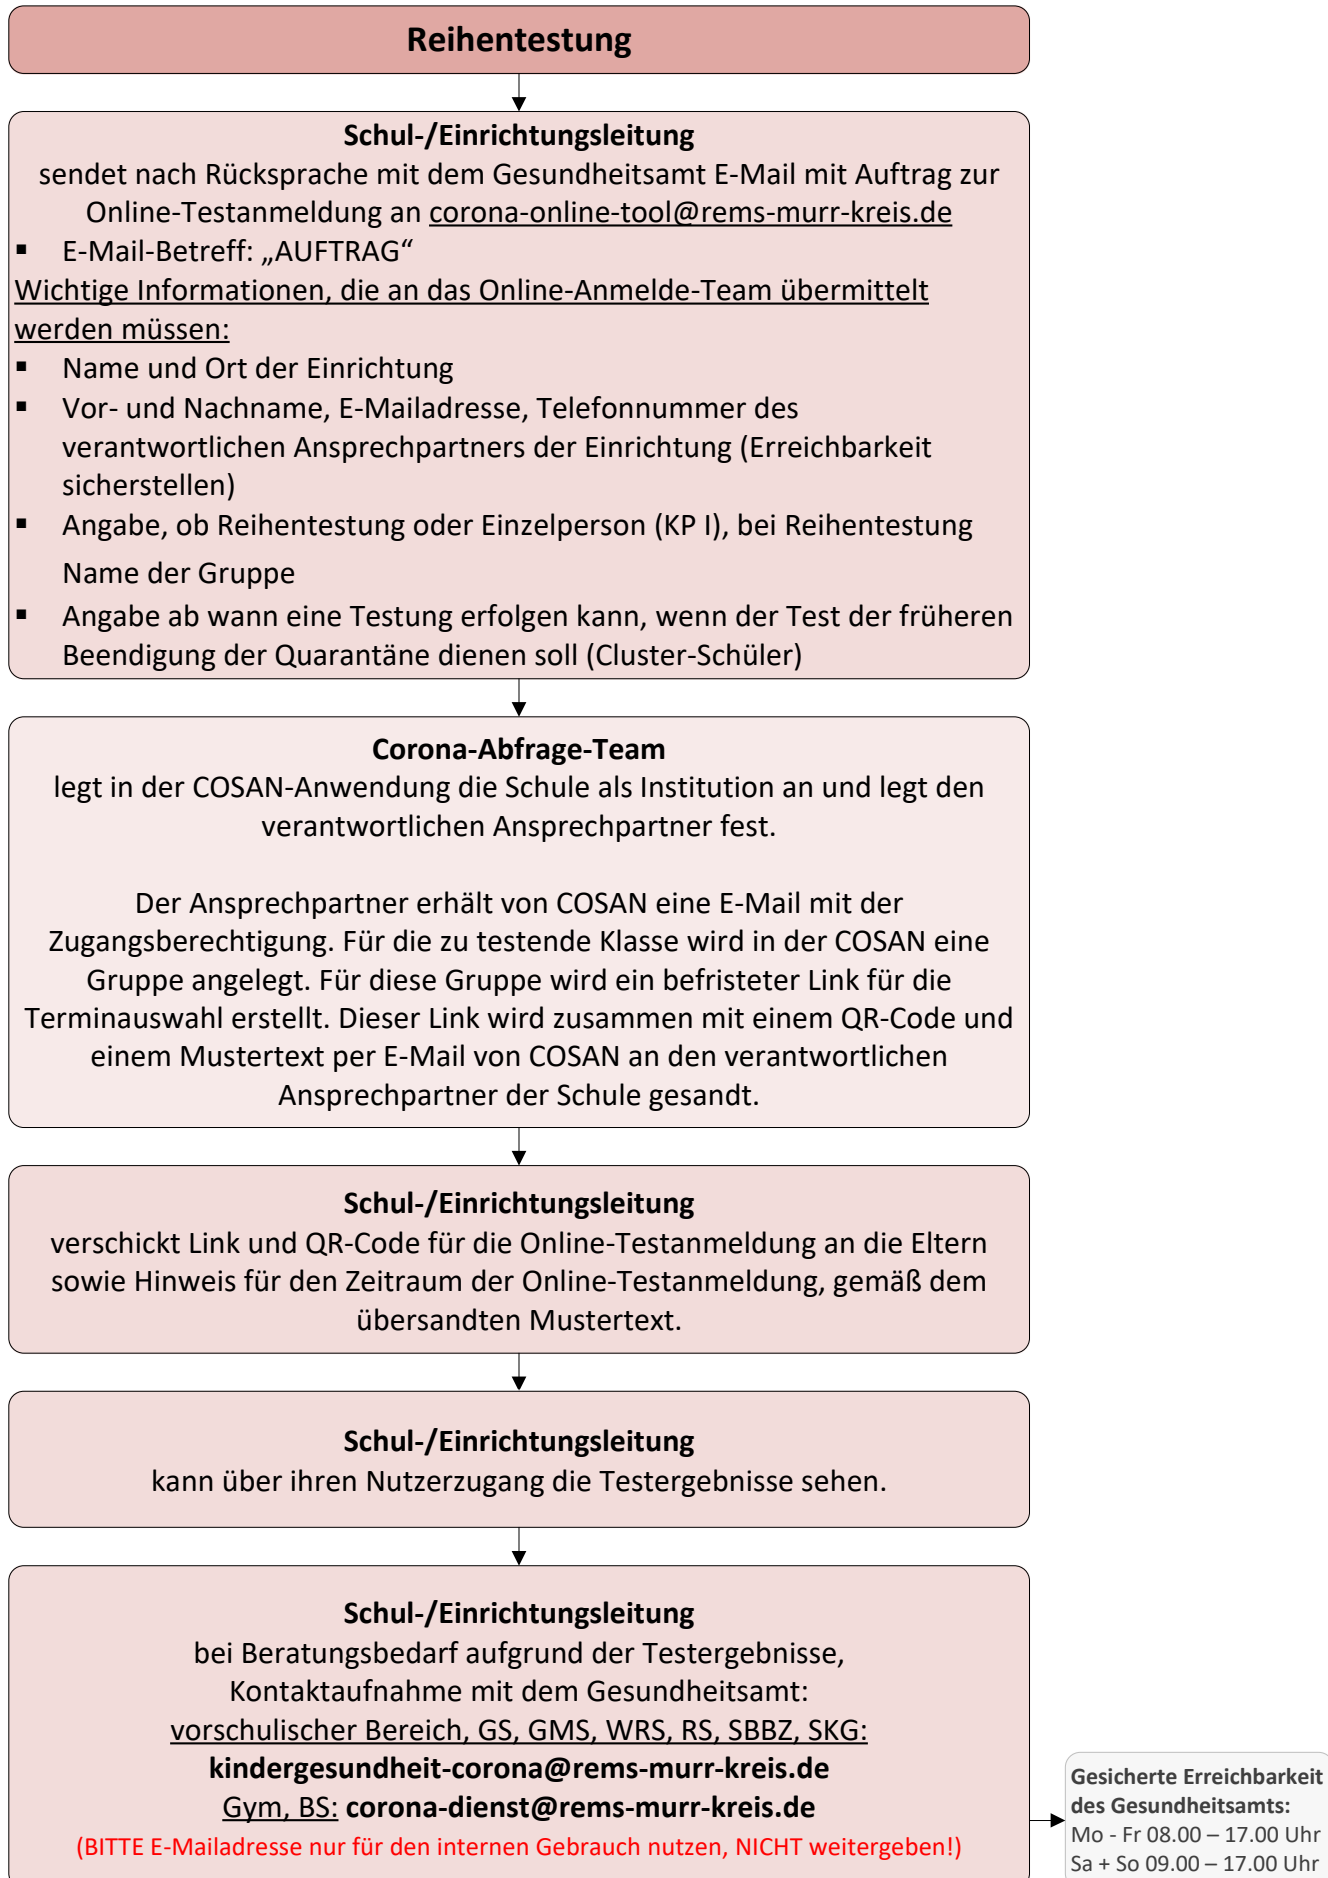 Reihentestung
Schul-/Einrichtungsleitung
sendet nach Rücksprache mit dem Gesundheitsamt E-Mail mit Auftrag zur
Online-Testanmeldung an corona-online-tool@rems-murr-kreis.de
▪ E-Mail-Betreff: „AUFTRAG“
Wichtige Informationen, die an das Online-Anmelde-Team übermittelt
werden müssen:
▪ Name und Ort der Einrichtung
▪ Vor- und Nachname, E-Mailadresse, Telefonnummer des
verantwortlichen Ansprechpartners der Einrichtung (Erreichbarkeit
sicherstellen)
▪ Angabe, ob Reihentestung oder Einzelperson (KP I), bei Reihentestung
Name der Gruppe
▪ Angabe ab wann eine Testung erfolgen kann, wenn der Test der früheren
Beendigung der Quarantäne dienen soll (Cluster-Schüler)
Corona-Abfrage-Team
legt in der COSAN-Anwendung die Schule als Institution an und legt den
verantwortlichen Ansprechpartner fest.
Der Ansprechpartner erhält von COSAN eine E-Mail mit der
Zugangsberechtigung. Für die zu testende Klasse wird in der COSAN eine
Gruppe angelegt. Für diese Gruppe wird ein befristeter Link für die
Terminauswahl erstellt. Dieser Link wird zusammen mit einem QR-Code und
einem Mustertext per E-Mail von COSAN an den verantwortlichen
Ansprechpartner der Schule gesandt.
Schul-/Einrichtungsleitung
verschickt Link und QR-Code für die Online-Testanmeldung an die Eltern
sowie Hinweis für den Zeitraum der Online-Testanmeldung, gemäß dem
übersandten Mustertext.
Schul-/Einrichtungsleitung
kann über ihren Nutzerzugang die Testergebnisse sehen.
Schul-/Einrichtungsleitung
bei Beratungsbedarf aufgrund der Testergebnisse,
Kontaktaufnahme mit dem Gesundheitsamt:
vorschulischer Bereich, GS, GMS, WRS, RS, SBBZ, SKG:
kindergesundheit-corona@rems-murr-kreis.de
Gym, BS: corona-dienst@rems-murr-kreis.de
(BITTE E-Mailadresse nur für den internen Gebrauch nutzen, NICHT weitergeben!)
Gesicherte Erreichbarkeit
des Gesundheitsamts:
Mo - Fr 08.00 – 17.00 Uhr
Sa + So 09.00 – 17.00 Uhr